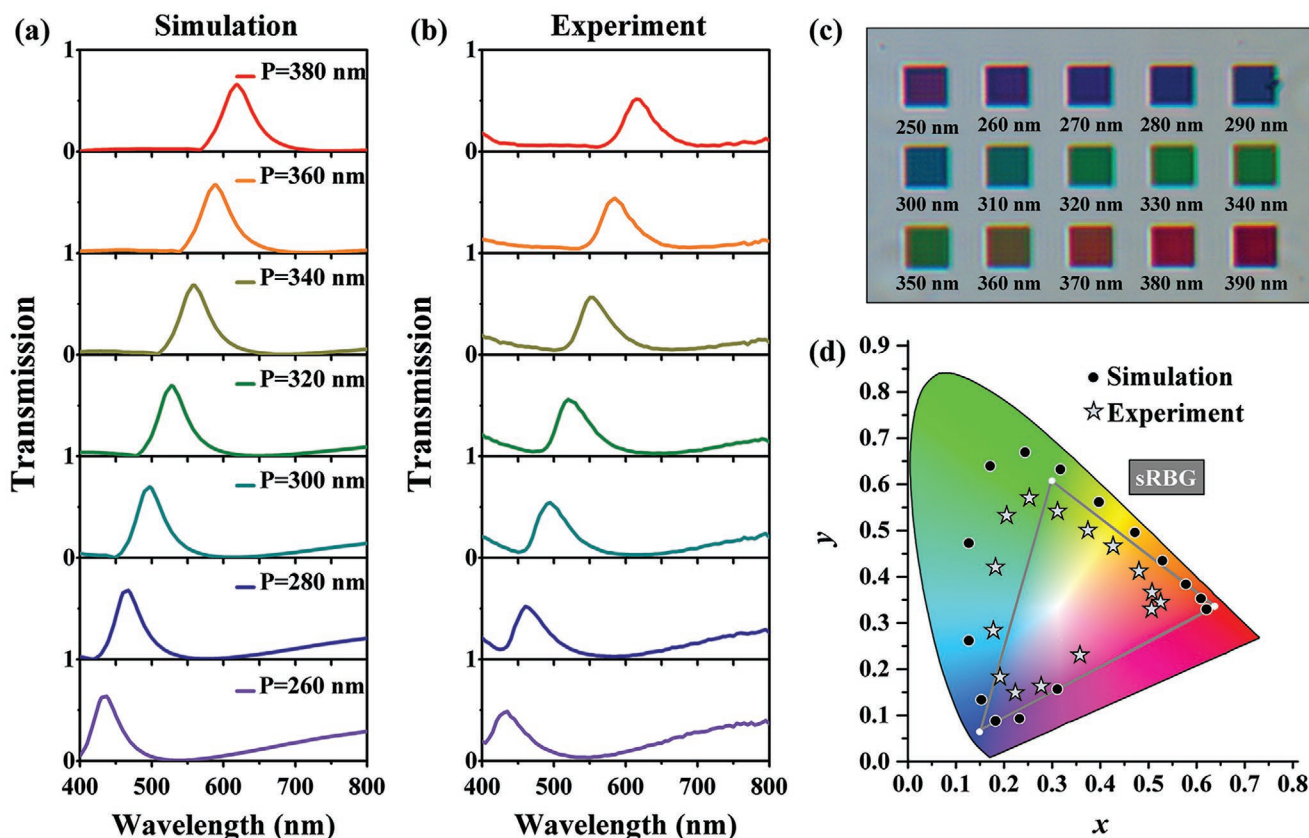 (a)
Simulation
1
P=380 nm
0
P=360 nm
1
P=340 nm
0
P=320 nm
1
P=300 nm
0
P=280 nm
1
P=260 nm
0
400 500 600 700 800
Transmission
Wavelength (nm)
(b)
Experiment
1
0
1
0
1
0
1
0
400 500 600 700 800
Transmission
Wavelength (nm)
(c)
250 nm 260 nm 270 nm 280 nm 290 nm
300 nm 310 nm 320 nm 330 nm 340 nm
350 nm 360 nm 370 nm 380 nm 390 nm
(d)
Simulation
Experiment
sRBG
0.9
0.8
0.7
0.6
0.5
0.4
0.3
0.2
0.1
0.0
y
0.0 0.1 0.2 0.3 0.4 0.5 0.6 0.7 0.8
x